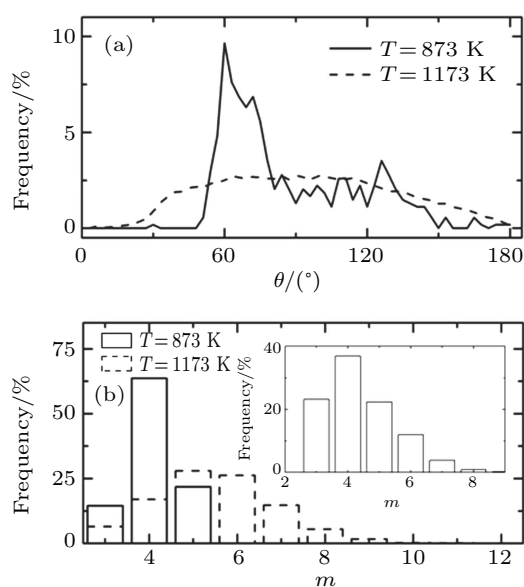 10
(a)
T = 873 K
T = 1173 K
Frequency/%
5
0
0 60 120 180
θ/(°)
75
T = 873 K
T = 1173 K
(b)
Frequency/%
50
25
0
4 6 8 10 12
m
40
Frequency/%
20
0
2 4 6 8
m